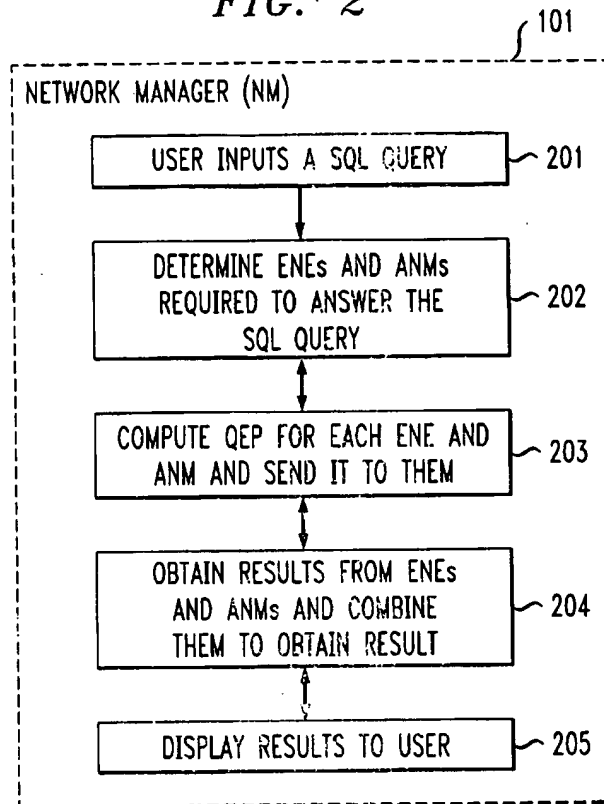 FIG. 2
101
NETWORK MANAGER (NM)
USER INPUTS A SQL QUERY
201
DETERMINE ENEs AND ANMs
REQUIRED TO ANSWER THE
SQL QUERY
202
COMPUTE QEP FOR EACH ENE AND
ANM AND SEND IT TO THEM
203
OBTAIN RESULTS FROM ENEs
AND ANMs AND COMBINE
THEM TO OBTAIN RESULT
204
DISPLAY RESULTS TO USER
205